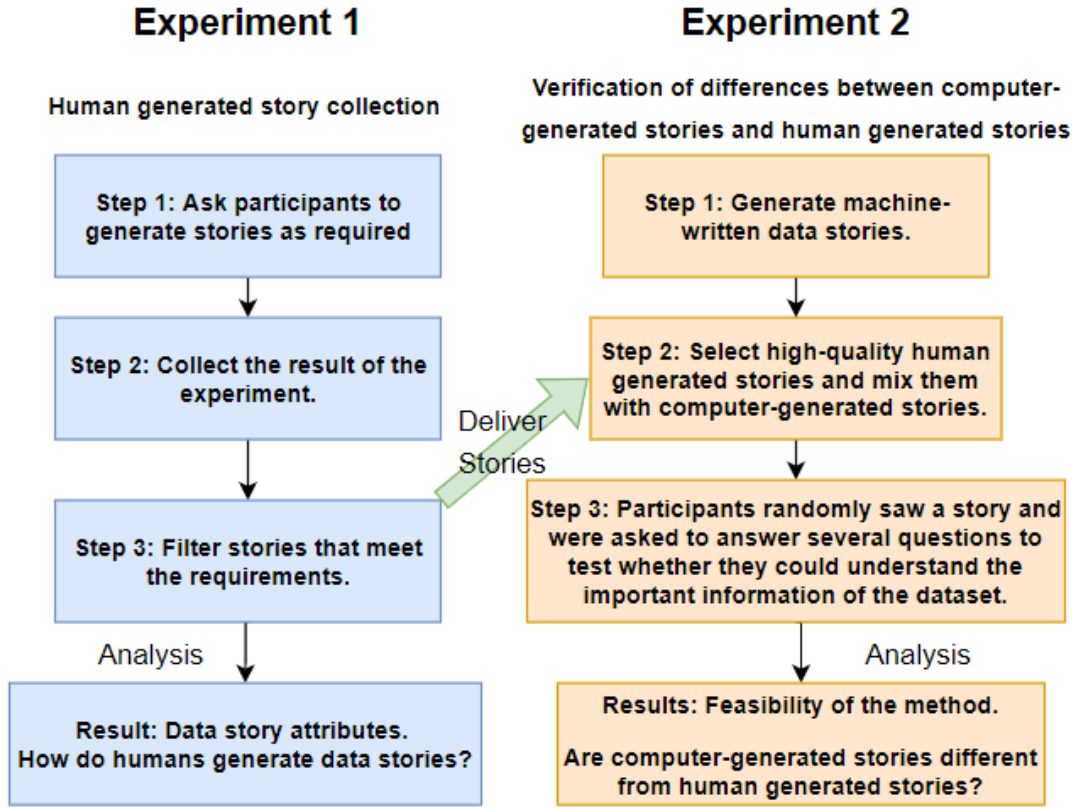 Experiment 1
Human generated story collection
Step 1: Ask participants to
generate stories as required
Step 2: Collect the result of the
experiment.
Step 3: Filter stories that meet
the requirements.
Analysis
Result: Data story attributes.
How do humans generate data stories?
Deliver
Stories
Experiment 2
Verification of differences between computer-
generated stories and human generated stories
Step 1: Generate machine-
written data stories.
Step 2: Select high-quality human
generated stories and mix them
with computer-generated stories.
Step 3: Participants randomly saw a story and
were asked to answer several questions to
test whether they could understand the
important information of the dataset.
Analysis
Results: Feasibility of the method.
Are computer-generated stories different
from human generated stories?